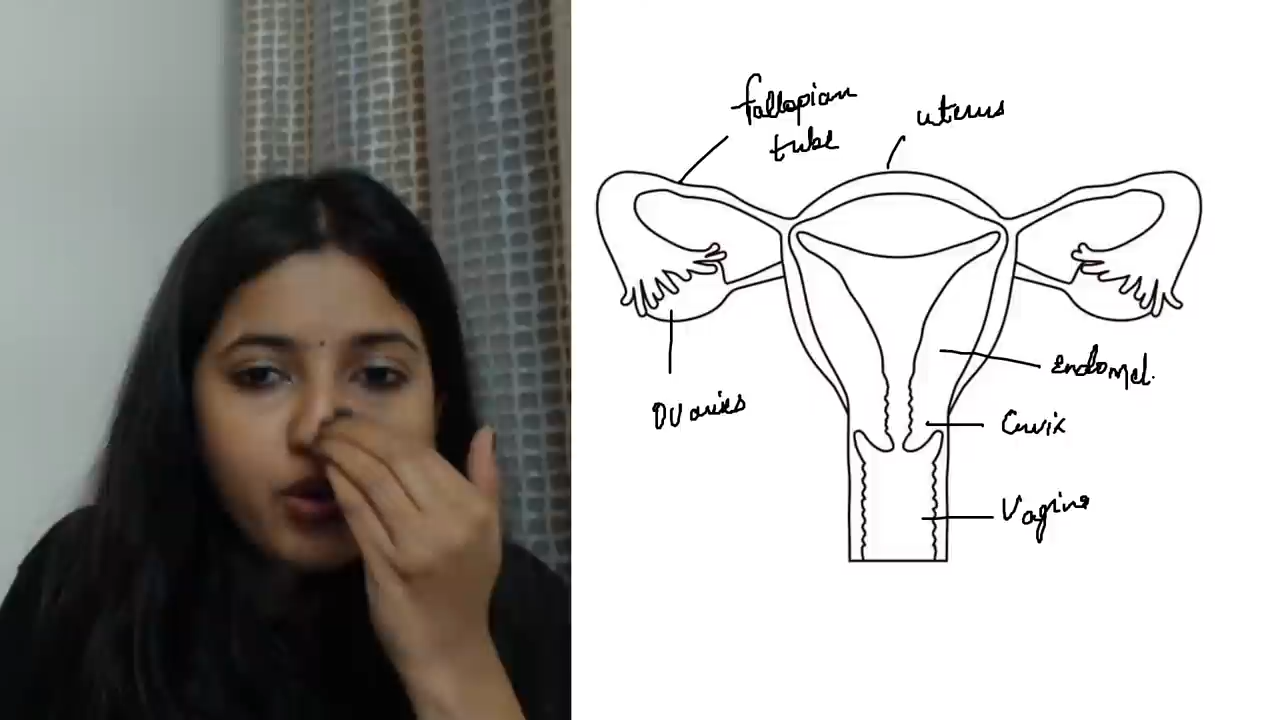 fallopian
tube
uterus
Endomet.
Ovaries
Cervix
Vagina